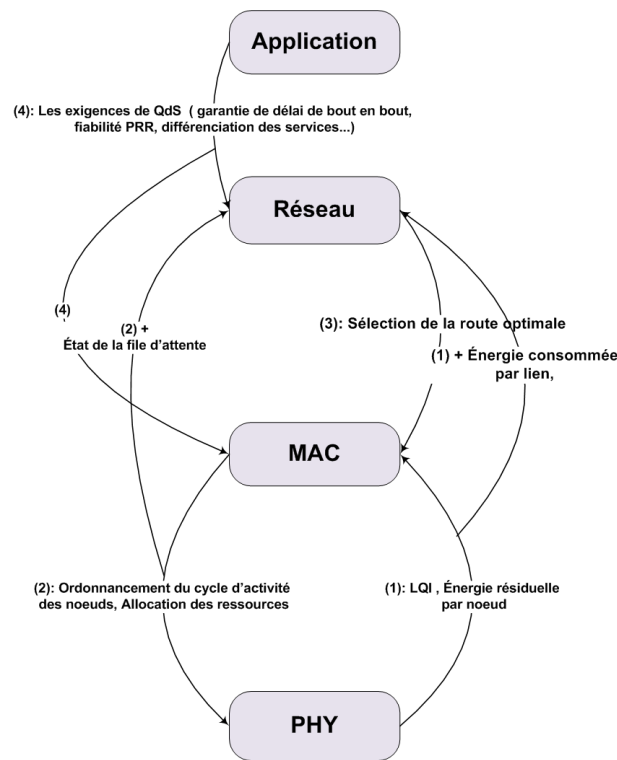 Application
(4): Les exigences de QdS ( garantie de délai de bout en bout,
fiabilité PRR, différenciation des services...)
Réseau
(4)
(2) +
État de la file d'attente
(3): Sélection de la route optimale
(1) + Énergie consommée
par lien,
MAC
(2): Ordonnancement du cycle d'activité
des noeuds, Allocation des ressources
(1): LQI , Énergie résiduelle
par noeud
PHY